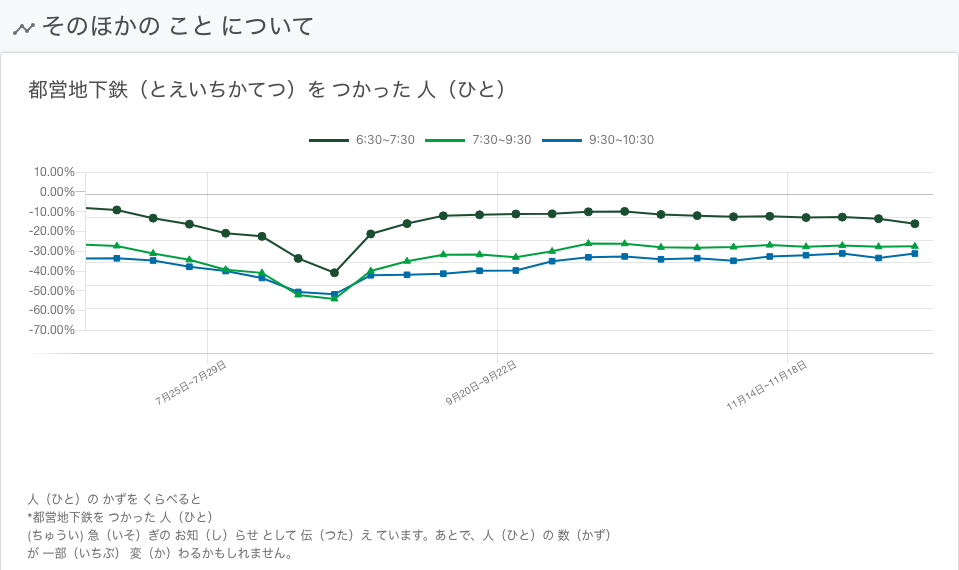 そのほかの こと について
都営地下鉄（とえいちかてつ）を つかった 人（ひと）
6:30~7:30 7:30~9:30 9:30~10:30
10.00%
0.00%
-10.00%
-20.00%
-30.00%
-40.00%
-50.00%
-60.00%
-70.00%
7月25日~7月29日 9月20日~9月22日 11月14日~11月18日
人（ひと）の かずを くらべると
*都営地下鉄を つかった 人（ひと）
(ちゅうい) 急（いそ）ぎの お知（し）らせ として 伝（つた）え ています。あとで、人（ひと）の 数（かず）
が 一部（いちぶ） 変（か）わるかもしれません。